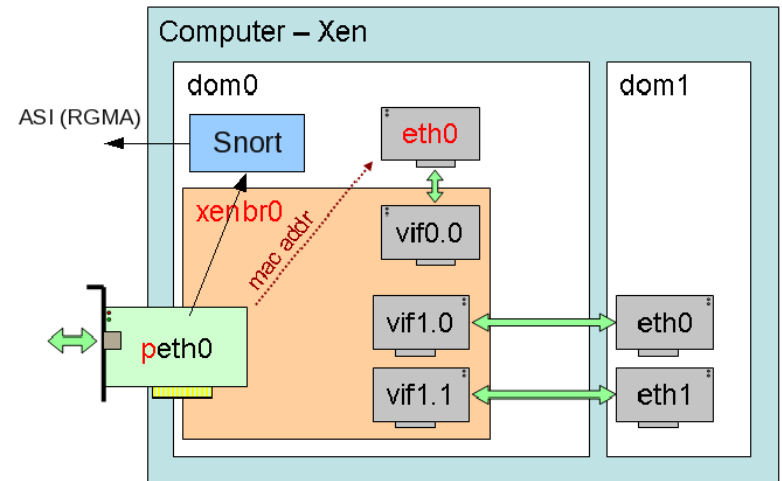 Computer – Xen
dom0
dom1
ASI (RGMA)
Snort
eth0
xenbr0
mac addr
vif0.0
peth0
vif1.0
eth0
vif1.1
eth1